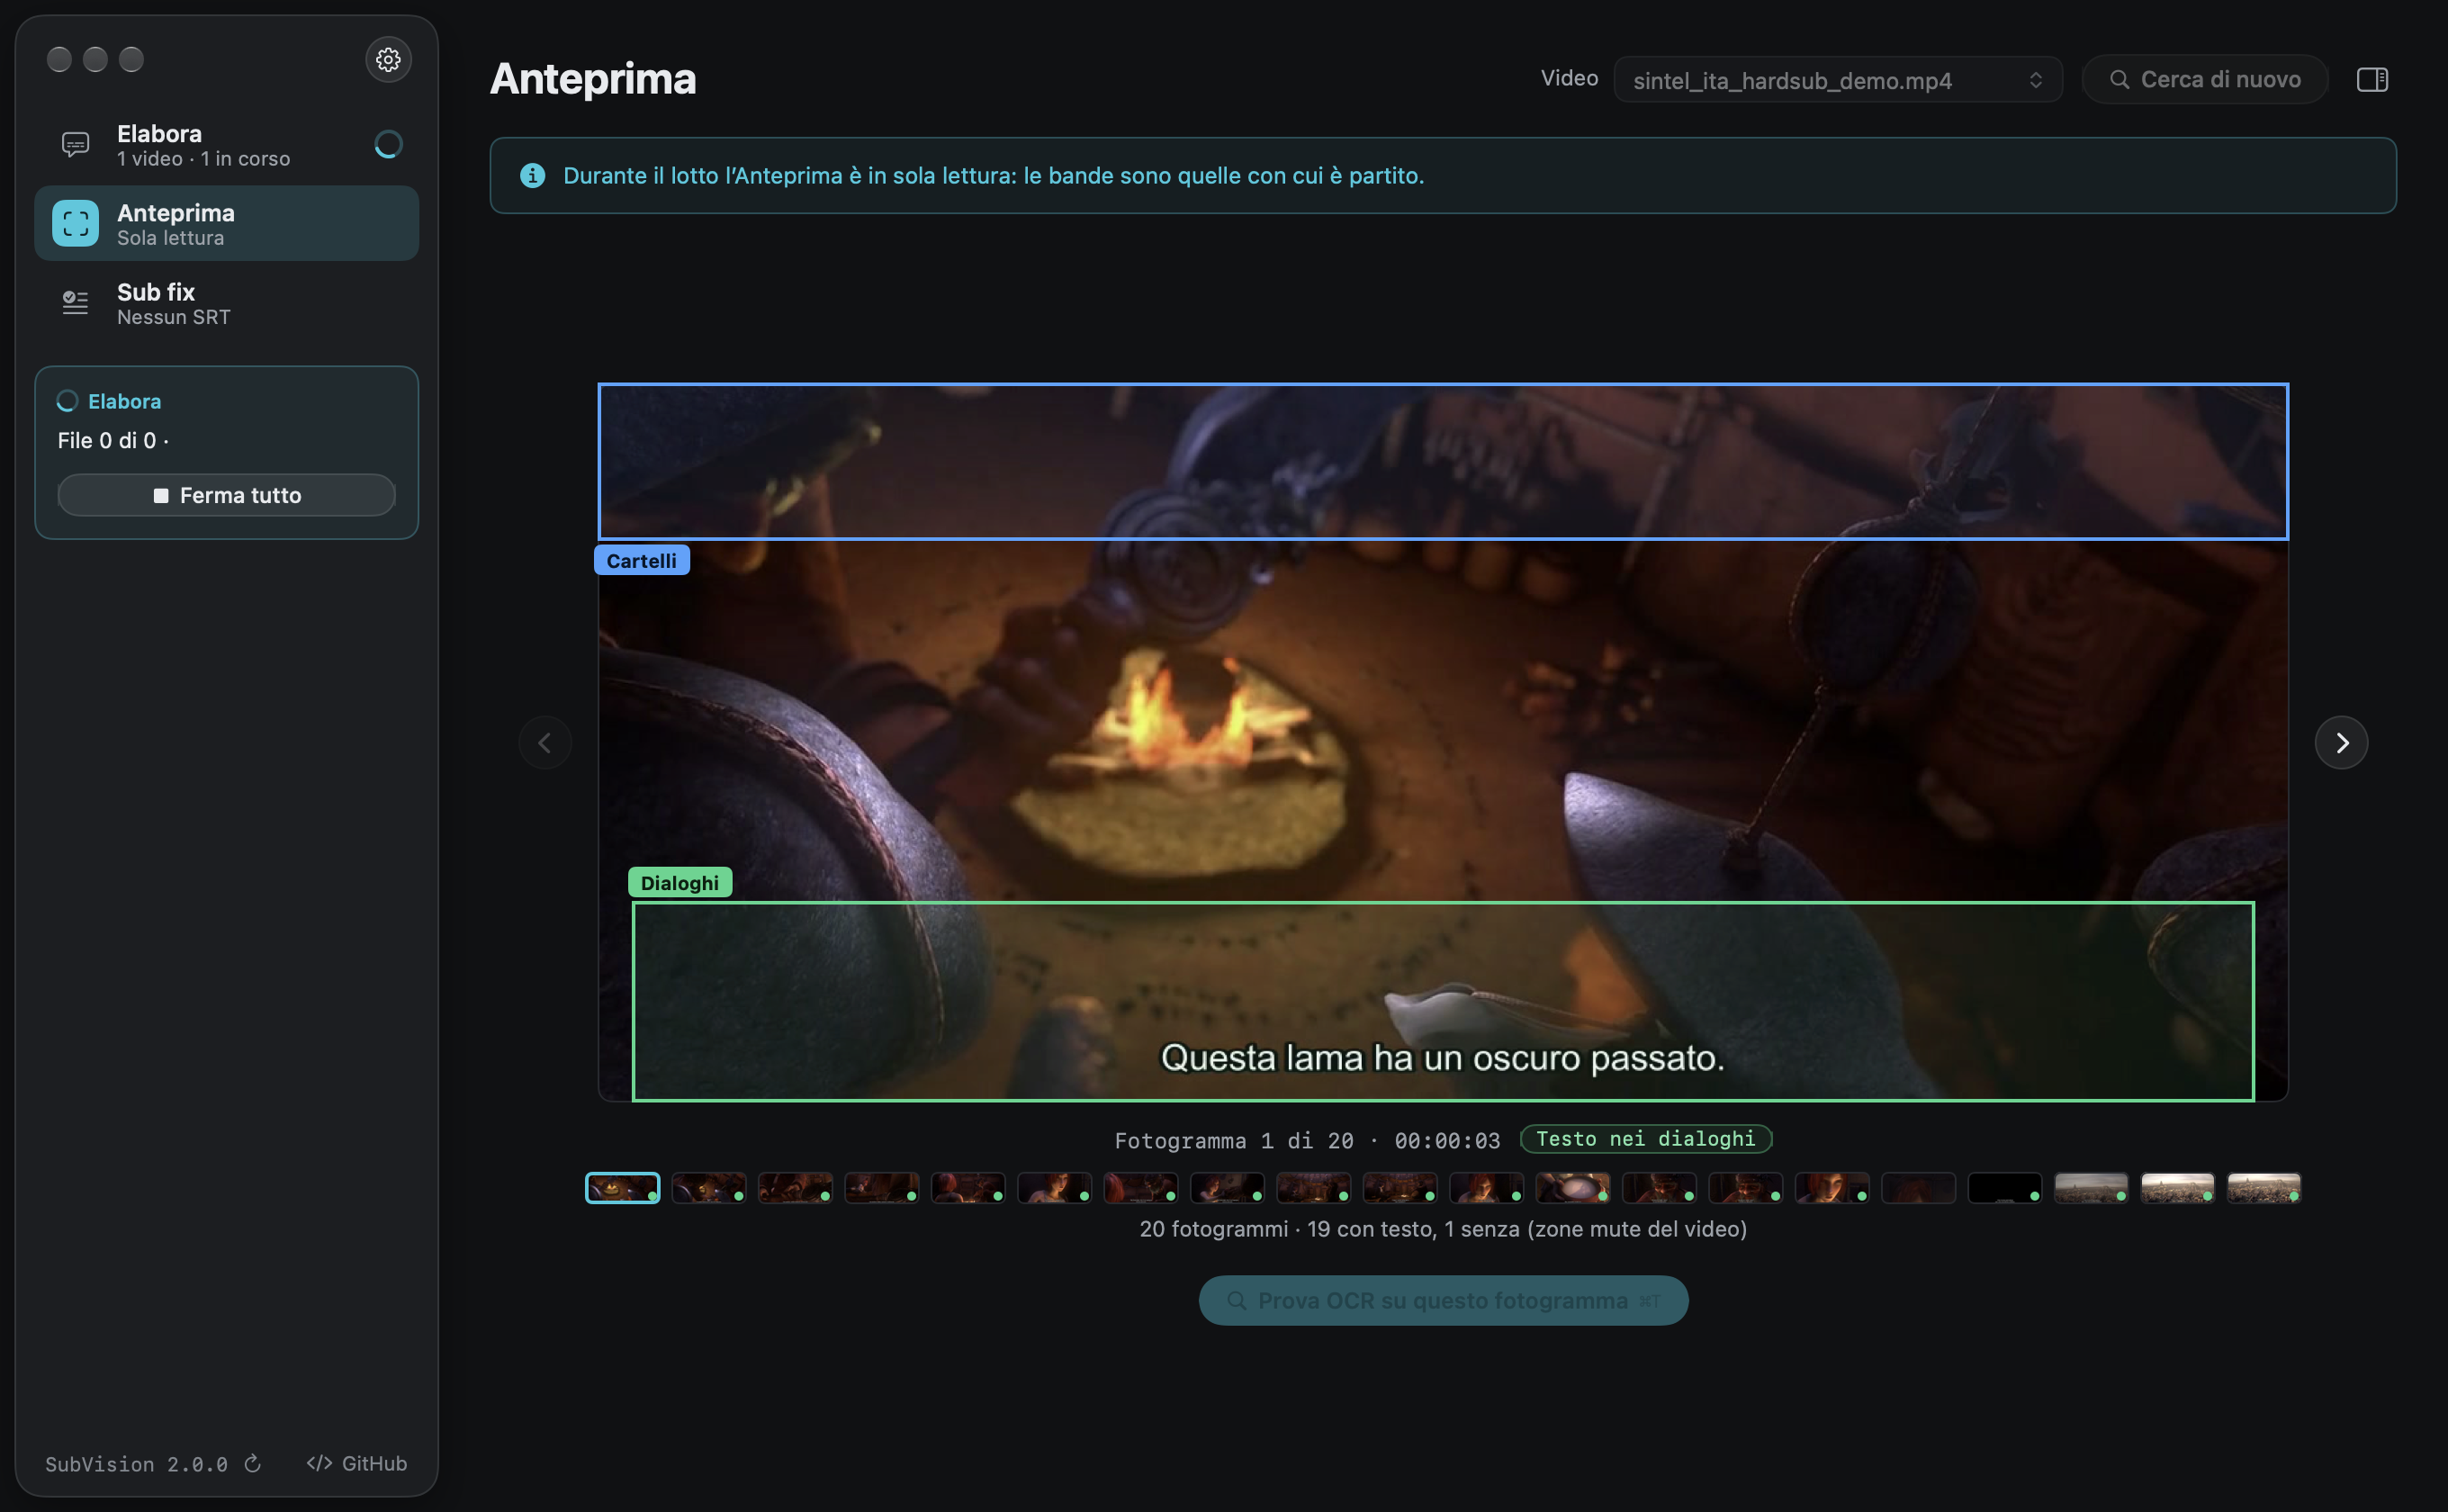 Elabora
1 video · 1 in corso
Anteprima
Sola lettura
Sub fix
Nessun SRT
Elabora
File 0 di 0 ·
Ferma tutto
SubVision 2.0.0
</> GitHub
Anteprima
Video
sintel_ita_hardsub_demo.mp4
Cerca di nuovo
Durante il lotto l’Anteprima è in sola lettura: le bande sono quelle con cui è partito.
Cartelli
Dialoghi
Questa lama ha un oscuro passato.
Fotogramma 1 di 20 · 00:00:03
Testo nei dialoghi
20 fotogrammi · 19 con testo, 1 senza (zone mute del video)
Prova OCR su questo fotogramma ⌘T